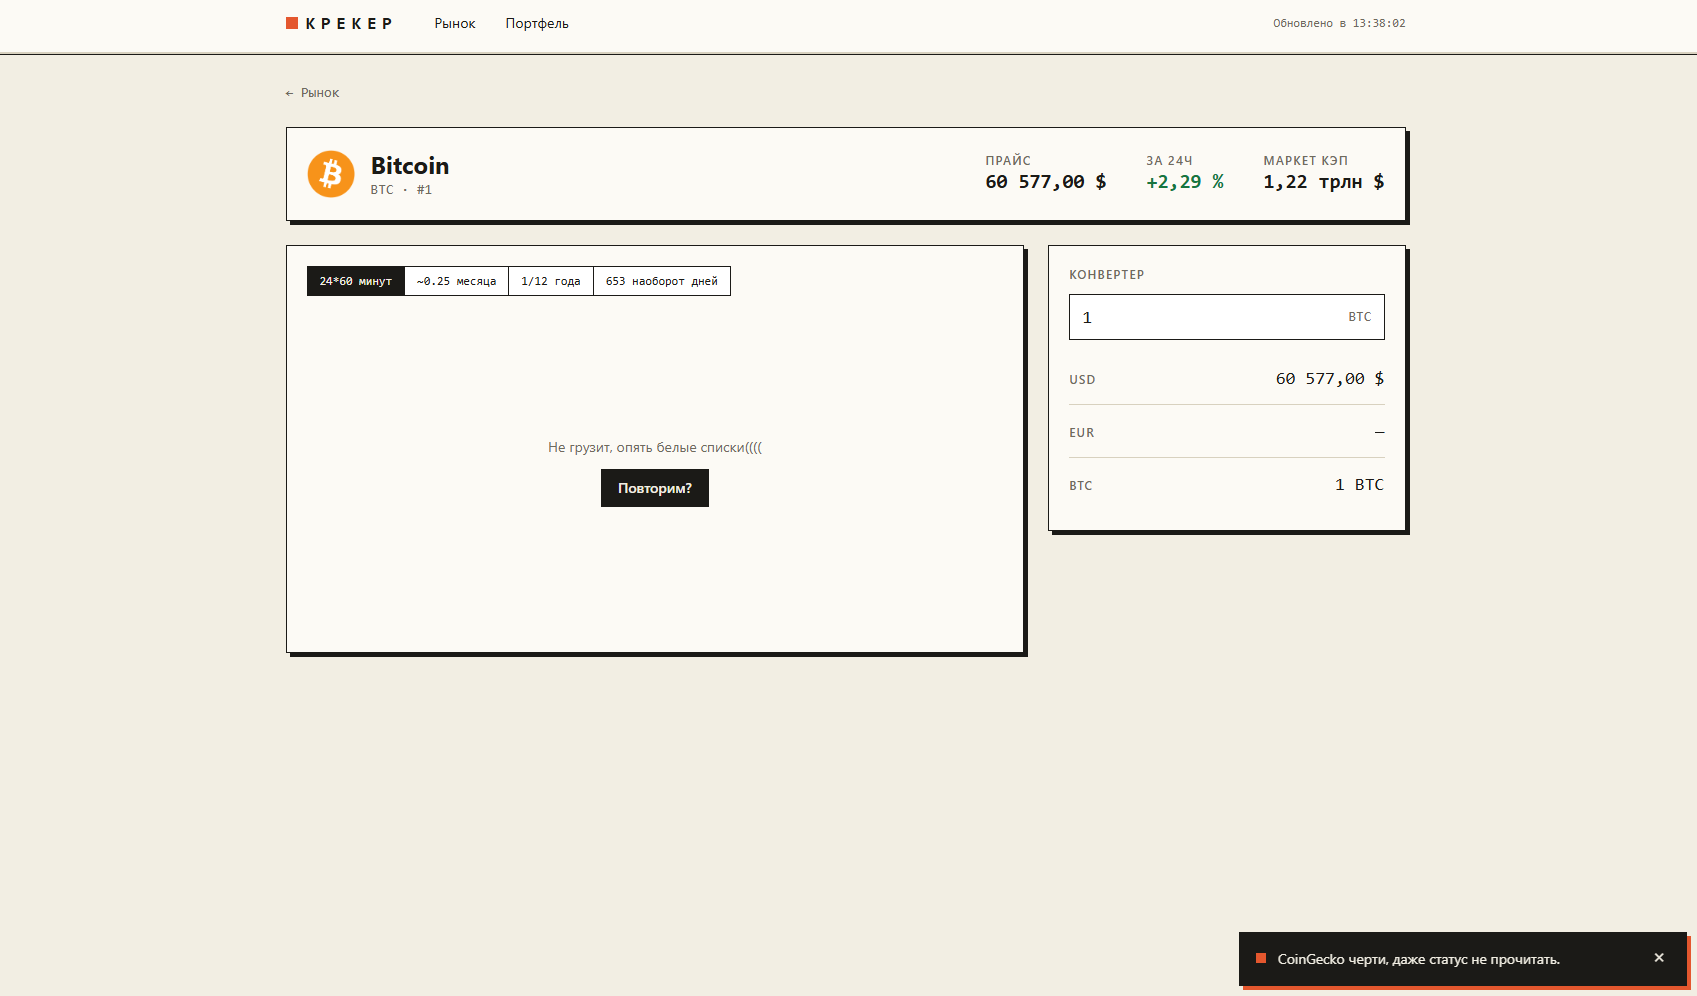 КРЕКЕР Рынок Портфель Обновлено в 13:38:02
← Рынок
Bitcoin
BTC · #1
ПРАЙС
60 577,00 $
ЗА 24Ч
+2,29 %
МАРКЕТ КЭП
1,22 трлн $
24*60 минут ~0.25 месяца 1/12 года 653 наоборот дней
Не грузит, опять белые списки((((
Повторим?
КОНВЕРТЕР
1 BTC
USD 60 577,00 $
EUR —
BTC 1 BTC
CoinGecko черти, даже статус не прочитать. ×